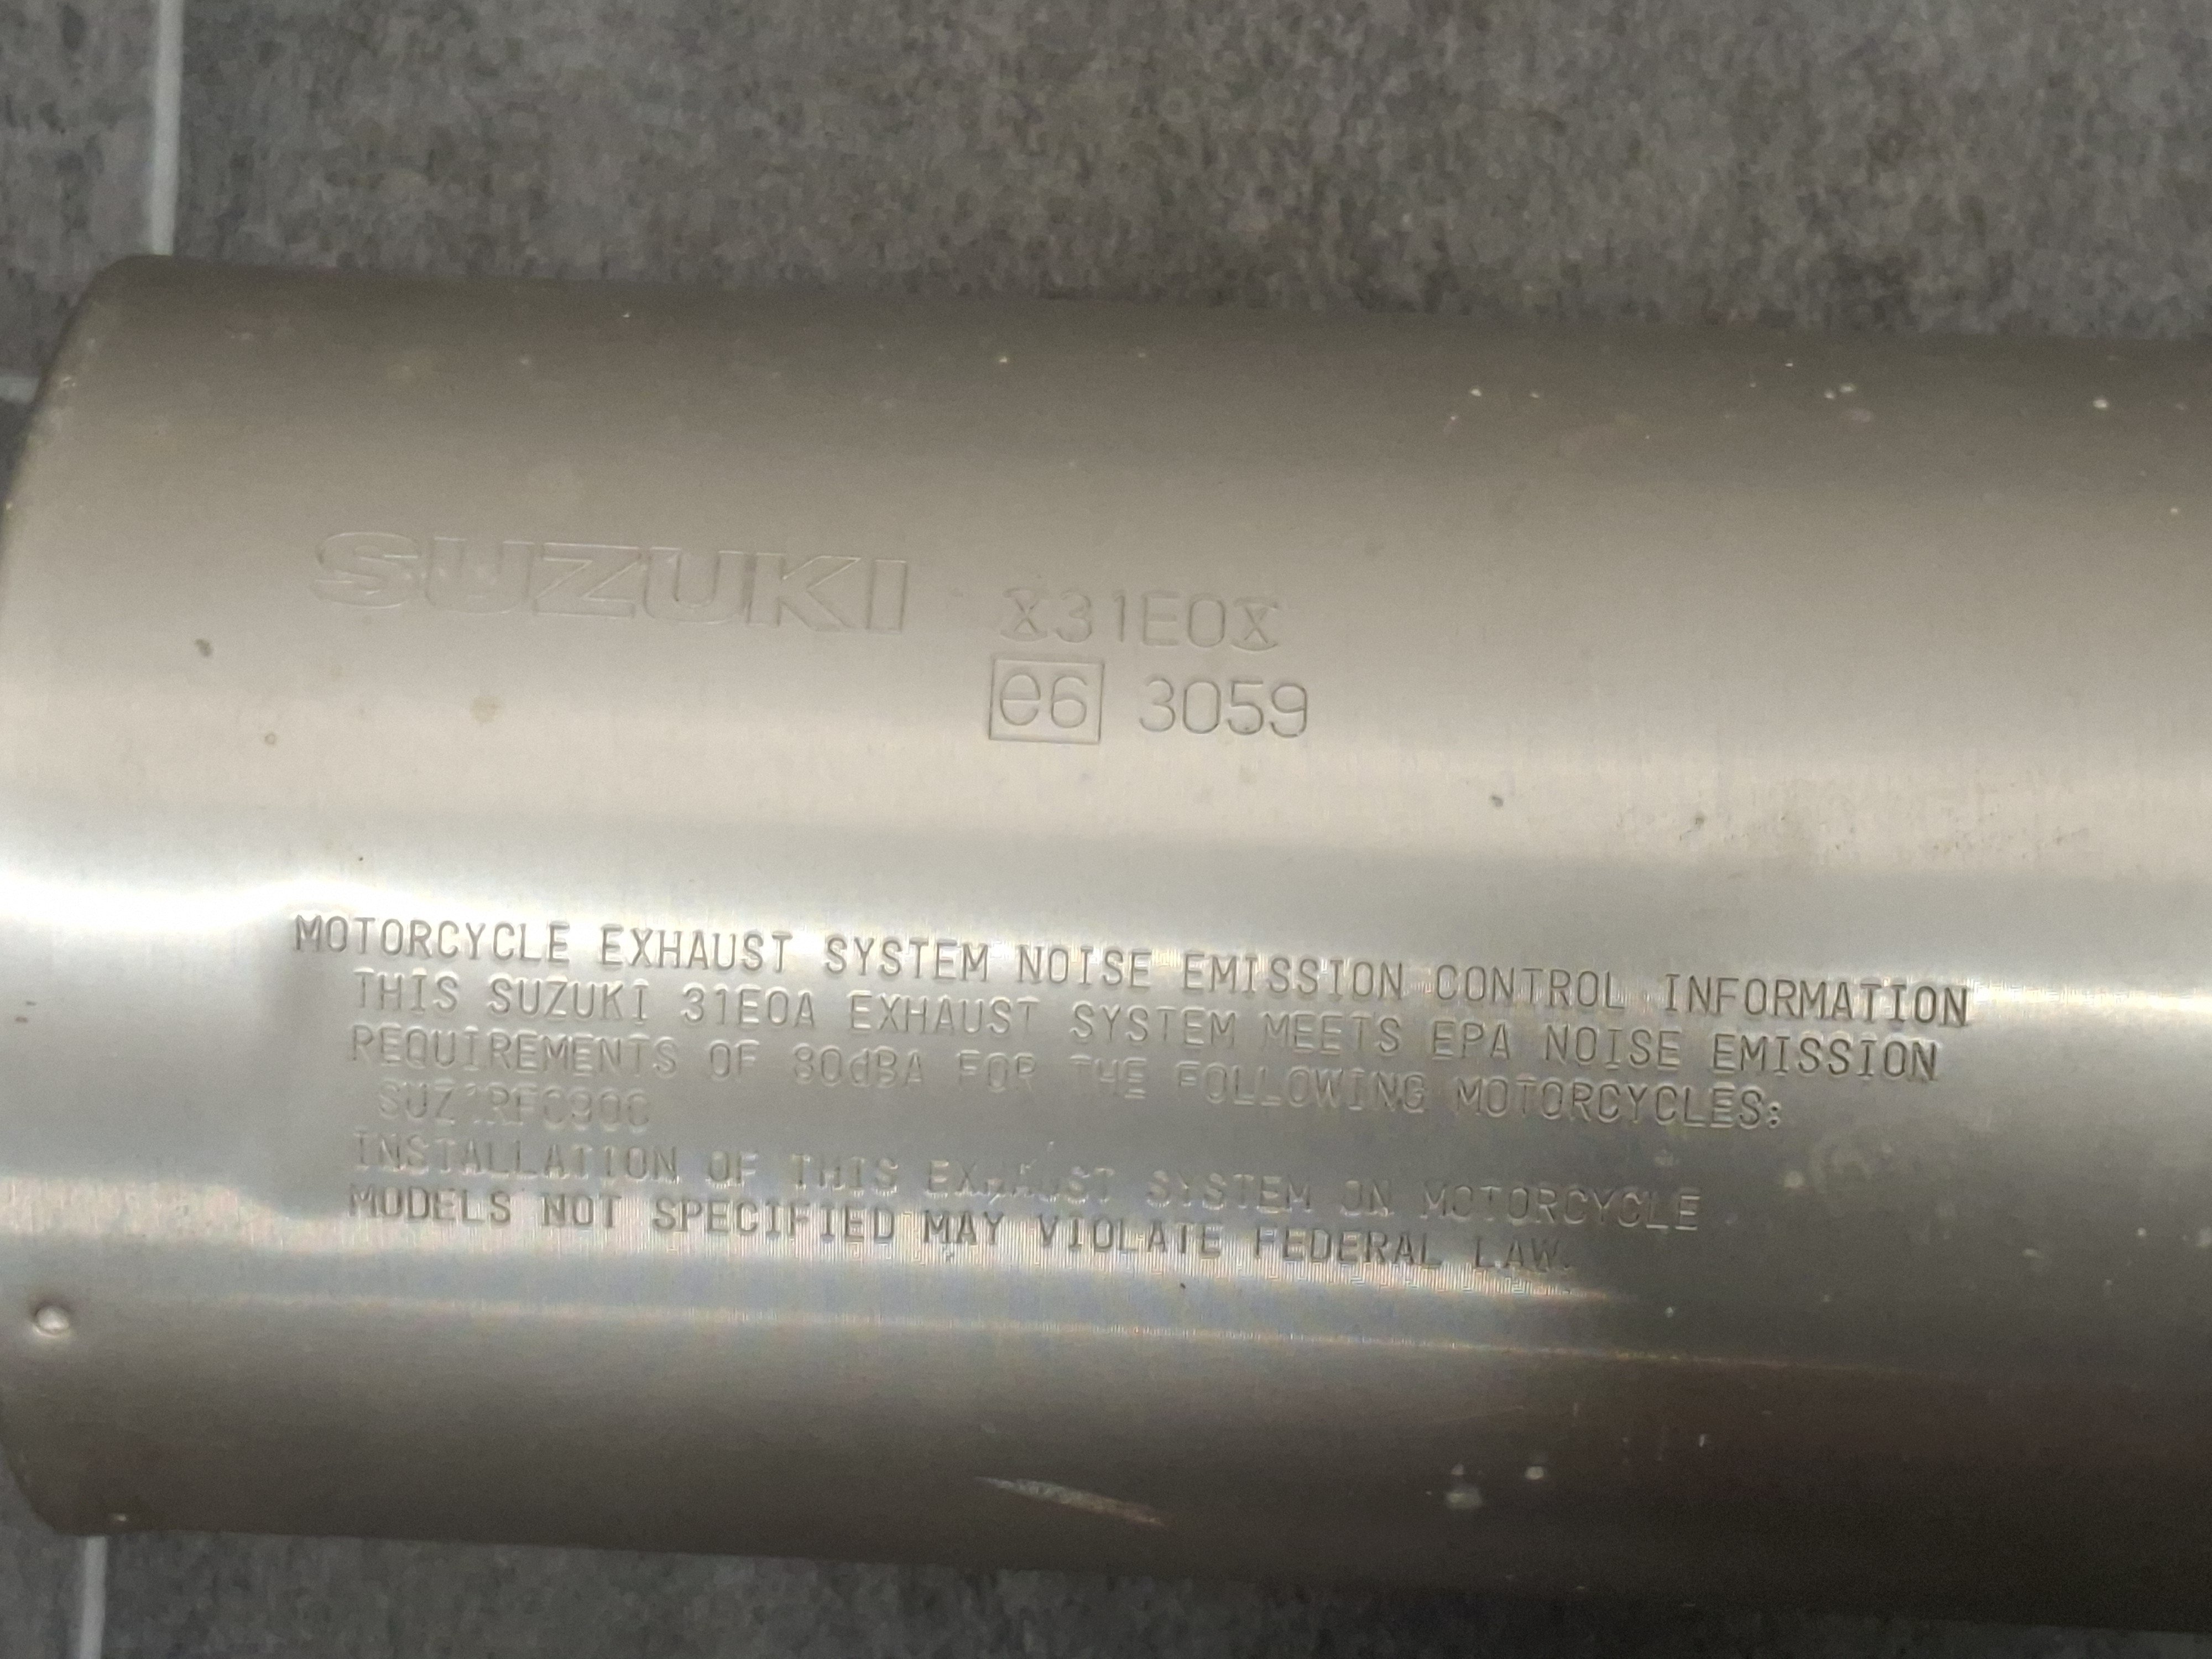 SUZUKI X31E0X
e6 3059
MOTORCYCLE EXHAUST SYSTEM NOISE EMISSION CONTROL INFORMATION
THIS SUZUKI 31E0A EXHAUST SYSTEM MEETS EPA NOISE EMISSION
REQUIREMENTS OF 80dBA FOR THE FOLLOWING MOTORCYCLES:
INSTALLATION OF THIS EXHAUST SYSTEM ON MOTORCYCLE
MODELS NOT SPECIFIED MAY VIOLATE FEDERAL LAW.